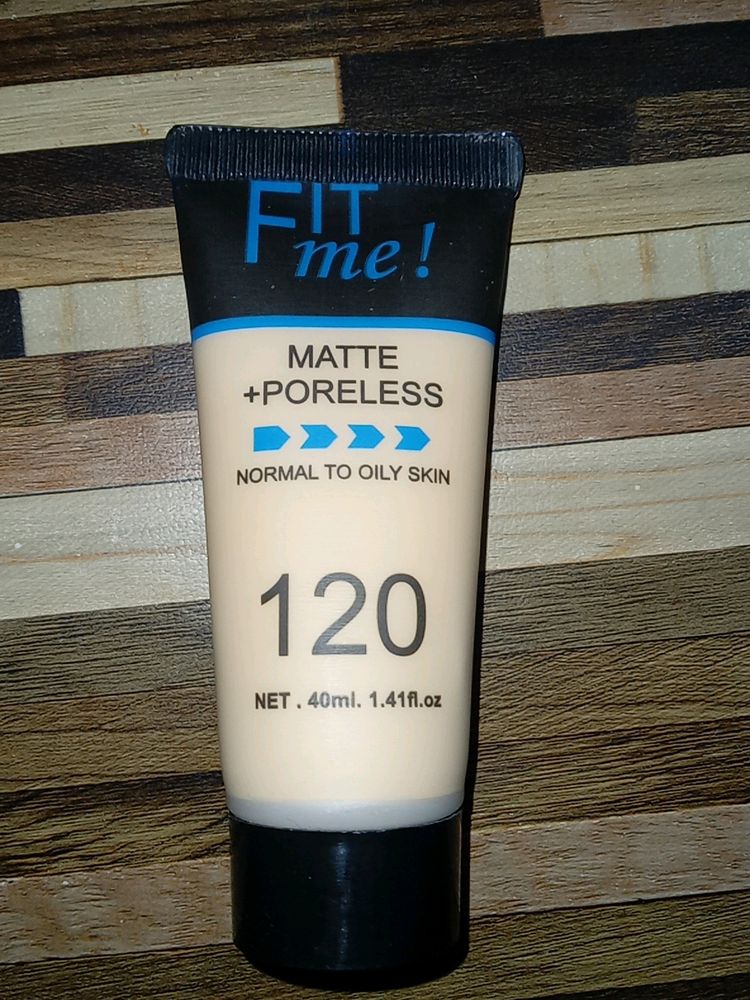 FIT
me!
MATTE
+PORELESS
NORMAL TO OILY SKIN
120
NET . 40ml. 1.41fl.oz